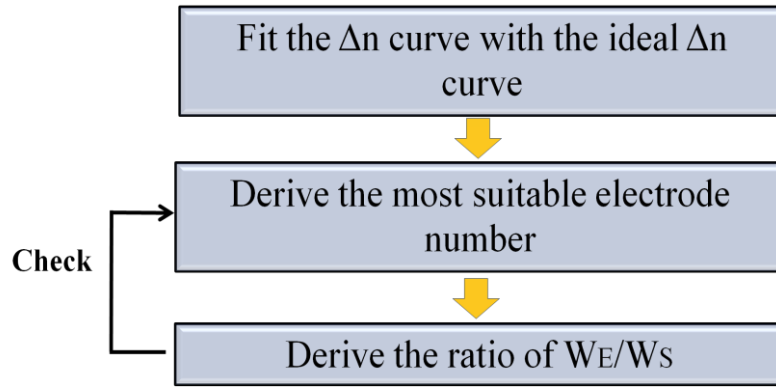 Fit the Δn curve with the ideal Δn
curve
Derive the most suitable electrode
number
Check
Derive the ratio of WE/WS